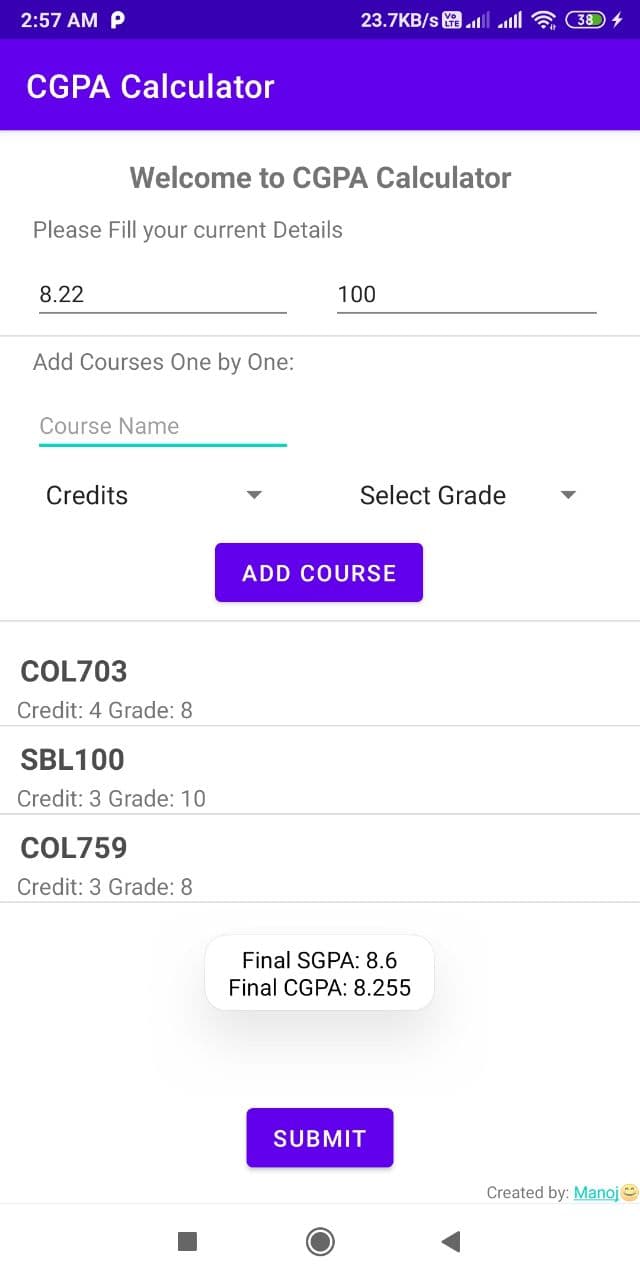 2:57 AM P 23.7KB/s Vo LTE 38
CGPA Calculator
Welcome to CGPA Calculator
Please Fill your current Details
8.22 100
Add Courses One by One:
Course Name
Credits Select Grade
ADD COURSE
COL703
Credit: 4 Grade: 8
SBL100
Credit: 3 Grade: 10
COL759
Credit: 3 Grade: 8
Final SGPA: 8.6
Final CGPA: 8.255
SUBMIT
Created by: Manoj😊